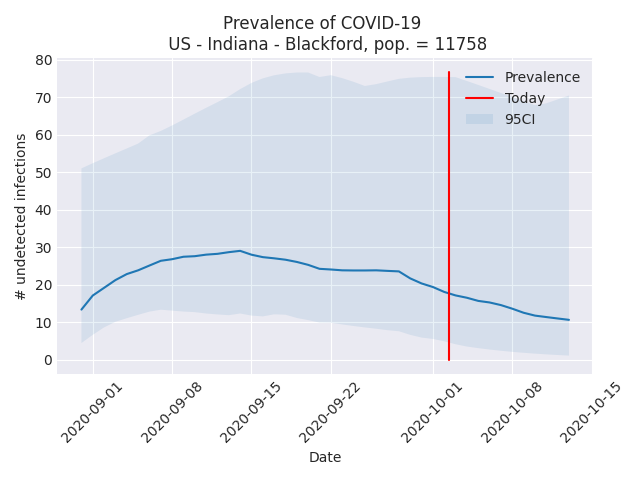 Prevalence of COVID-19
US - Indiana - Blackford, pop. = 11758
80
70
60
50
40
30
20
10
0
# undetected infections
Prevalence
Today
95CI
2020-09-01
2020-09-08
2020-09-15
2020-09-22
2020-10-01
2020-10-08
2020-10-15
Date